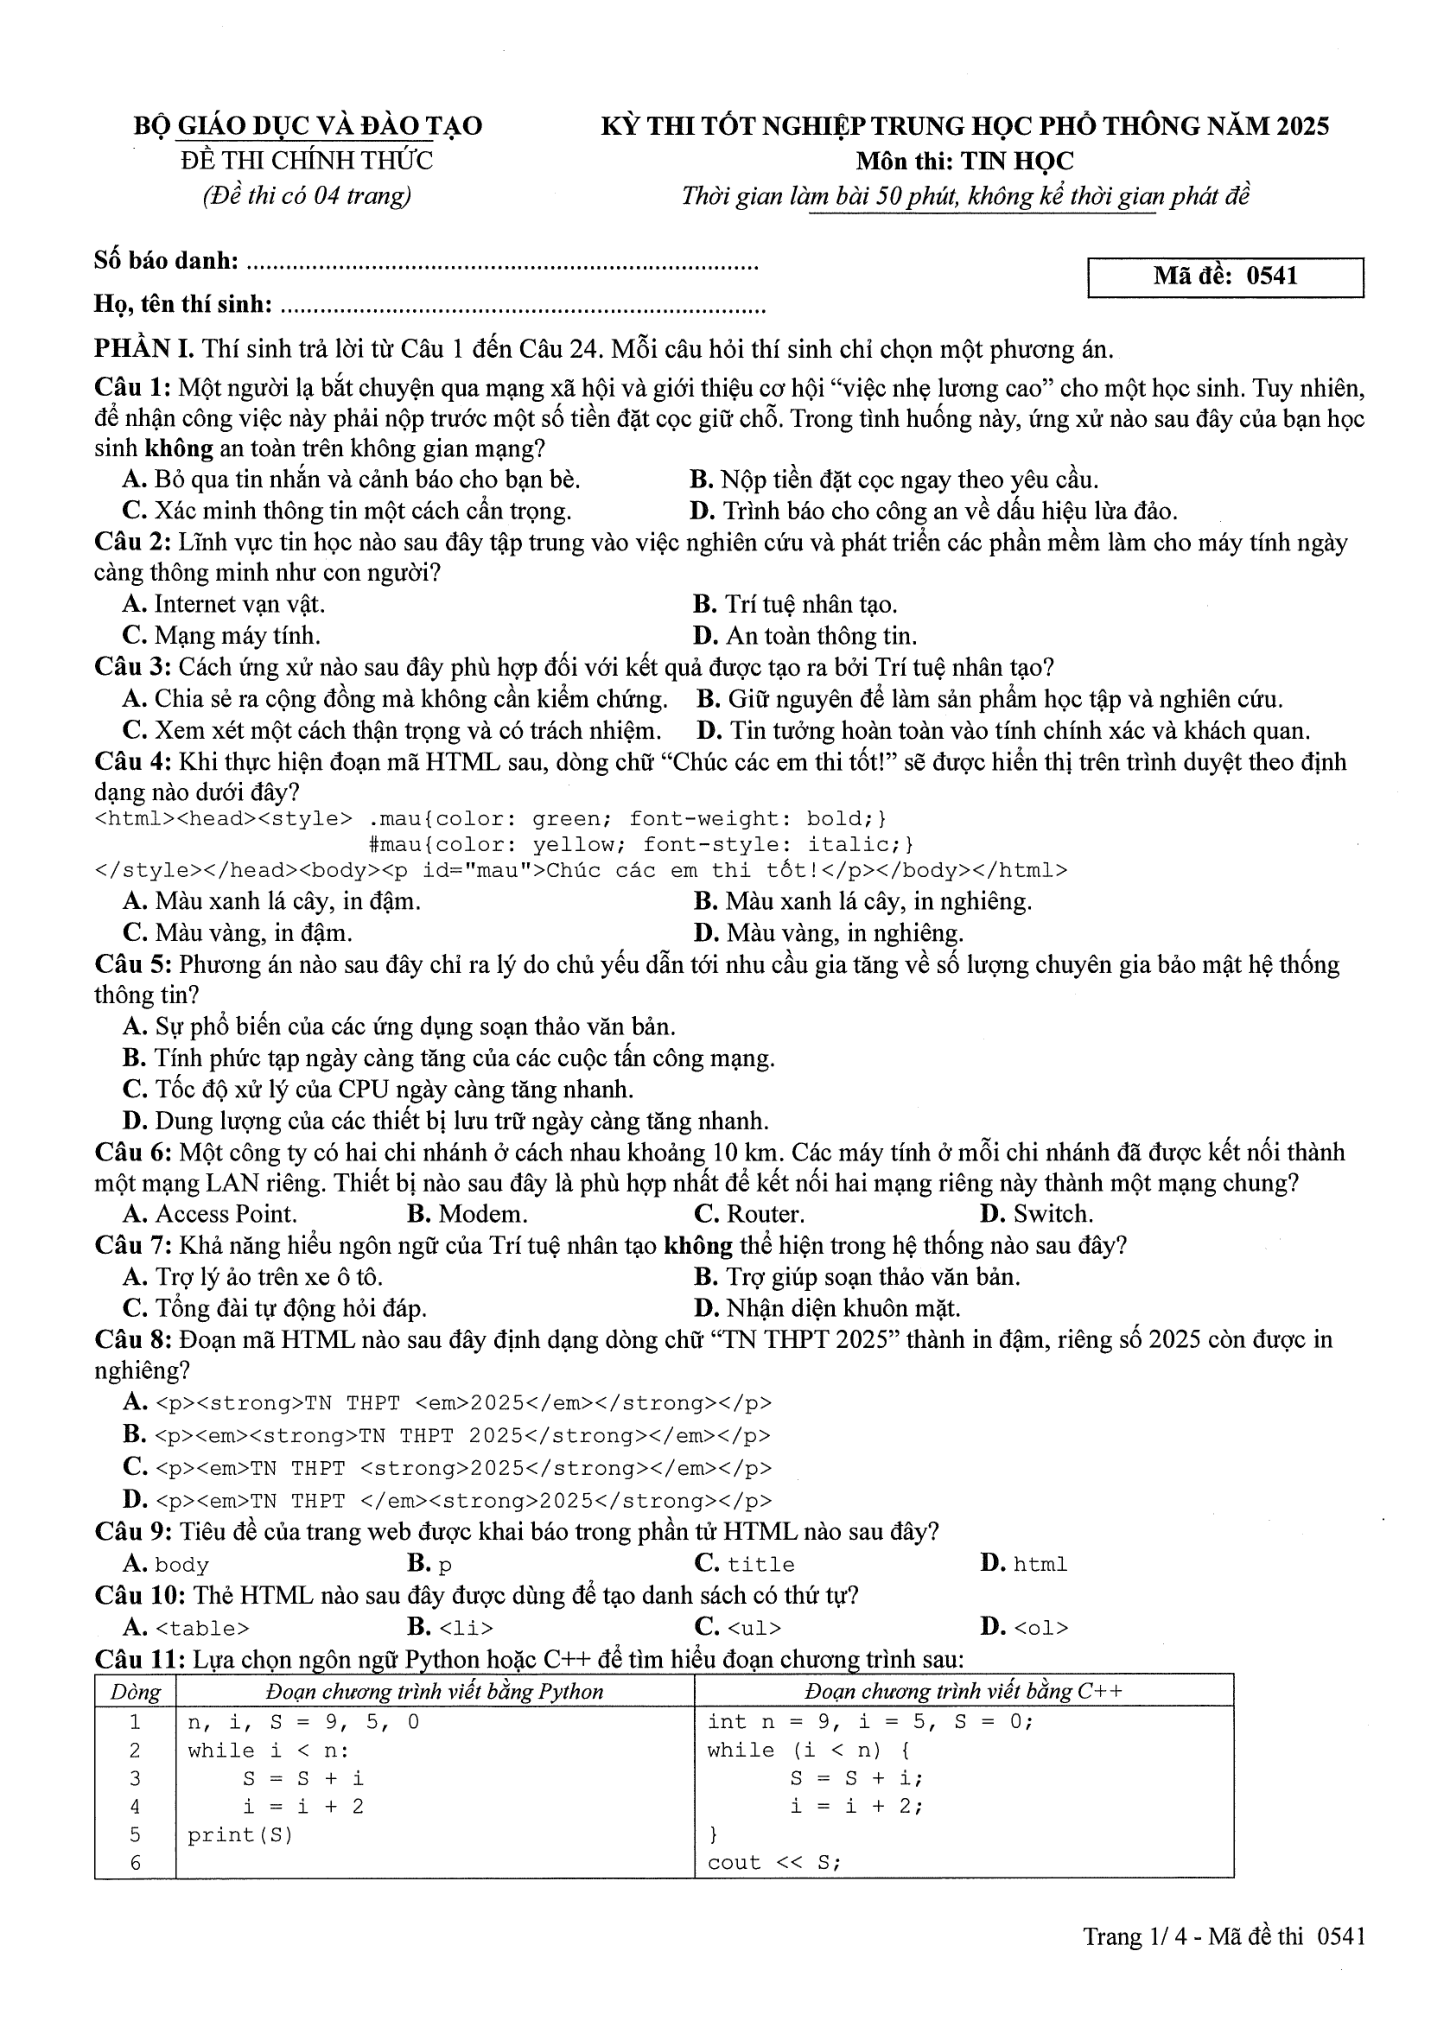 BỘ GIÁO DỤC VÀ ĐÀO TẠO
ĐỀ THI CHÍNH THỨC
(Đề thi có 04 trang)
KỲ THI TỐT NGHIỆP TRUNG HỌC PHỔ THÔNG NĂM 2025
Môn thi: TIN HỌC
Thời gian làm bài 50 phút, không kể thời gian phát đề
Số báo danh: ..............................................................................
Họ, tên thí sinh: ..........................................................................
Mã đề: 0541
PHẦN I. Thí sinh trả lời từ Câu 1 đến Câu 24. Mỗi câu hỏi thí sinh chỉ chọn một phương án.
Câu 1: Một người lạ bắt chuyện qua mạng xã hội và giới thiệu cơ hội “việc nhẹ lương cao” cho một học sinh. Tuy nhiên,
để nhận công việc này phải nộp trước một số tiền đặt cọc giữ chỗ. Trong tình huống này, ứng xử nào sau đây của bạn học
sinh không an toàn trên không gian mạng?
A. Bỏ qua tin nhắn và cảnh báo cho bạn bè. B. Nộp tiền đặt cọc ngay theo yêu cầu.
C. Xác minh thông tin một cách cẩn trọng. D. Trình báo cho công an về dấu hiệu lừa đảo.
Câu 2: Lĩnh vực tin học nào sau đây tập trung vào việc nghiên cứu và phát triển các phần mềm làm cho máy tính ngày
càng thông minh như con người?
A. Internet vạn vật. B. Trí tuệ nhân tạo.
C. Mạng máy tính. D. An toàn thông tin.
Câu 3: Cách ứng xử nào sau đây phù hợp đối với kết quả được tạo ra bởi Trí tuệ nhân tạo?
A. Chia sẻ ra cộng đồng mà không cần kiểm chứng. B. Giữ nguyên để làm sản phẩm học tập và nghiên cứu.
C. Xem xét một cách thận trọng và có trách nhiệm. D. Tin tưởng hoàn toàn vào tính chính xác và khách quan.
Câu 4: Khi thực hiện đoạn mã HTML sau, dòng chữ “Chúc các em thi tốt!” sẽ được hiển thị trên trình duyệt theo định
dạng nào dưới đây?
<html><head><style> .mau{color: green; font-weight: bold;}
#mau{color: yellow; font-style: italic;}
</style></head><body><p id="mau">Chúc các em thi tốt!</p></body></html>
A. Màu xanh lá cây, in đậm. B. Màu xanh lá cây, in nghiêng.
C. Màu vàng, in đậm. D. Màu vàng, in nghiêng.
Câu 5: Phương án nào sau đây chỉ ra lý do chủ yếu dẫn tới nhu cầu gia tăng về số lượng chuyên gia bảo mật hệ thống
thông tin?
A. Sự phổ biến của các ứng dụng soạn thảo văn bản.
B. Tính phức tạp ngày càng tăng của các cuộc tấn công mạng.
C. Tốc độ xử lý của CPU ngày càng tăng nhanh.
D. Dung lượng của các thiết bị lưu trữ ngày càng tăng nhanh.
Câu 6: Một công ty có hai chi nhánh ở cách nhau khoảng 10 km. Các máy tính ở mỗi chi nhánh đã được kết nối thành
một mạng LAN riêng. Thiết bị nào sau đây là phù hợp nhất để kết nối hai mạng riêng này thành một mạng chung?
A. Access Point. B. Modem. C. Router. D. Switch.
Câu 7: Khả năng hiểu ngôn ngữ của Trí tuệ nhân tạo không thể hiện trong hệ thống nào sau đây?
A. Trợ lý ảo trên xe ô tô. B. Trợ giúp soạn thảo văn bản.
C. Tổng đài tự động hỏi đáp. D. Nhận diện khuôn mặt.
Câu 8: Đoạn mã HTML nào sau đây định dạng dòng chữ “TN THPT 2025” thành in đậm, riêng số 2025 còn được in
nghiêng?
A. <p><strong>TN THPT <em>2025</em></strong></p>
B. <p><em><strong>TN THPT 2025</strong></em></p>
C. <p><em>TN THPT <strong>2025</strong></em></p>
D. <p><em>TN THPT </em><strong>2025</strong></p>
Câu 9: Tiêu đề của trang web được khai báo trong phần tử HTML nào sau đây?
A. body B. p C. title D. html
Câu 10: Thẻ HTML nào sau đây được dùng để tạo danh sách có thứ tự?
A. <table> B. <li> C. <ul> D. <ol>
Câu 11: Lựa chọn ngôn ngữ Python hoặc C++ để tìm hiểu đoạn chương trình sau:
Dòng Đoạn chương trình viết bằng Python Đoạn chương trình viết bằng C++
1 n, i, S = 9, 5, 0 int n = 9, i = 5, S = 0;
2 while i < n: while (i < n) {
3 S = S + i S = S + i;
4 i = i + 2 i = i + 2;
5 print(S) }
6 cout << S;
Trang 1/ 4 - Mã đề thi 0541